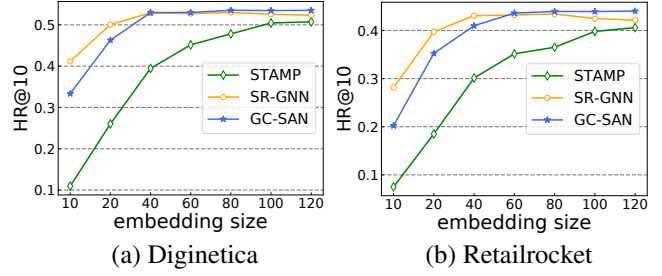 HR@10
0.5
0.4
0.3
0.2
0.1
STAMP
SR-GNN
GC-SAN
10 20 40 60 80 100 120
embedding size
(a) Diginetica
HR@10
0.4
0.3
0.2
0.1
STAMP
SR-GNN
GC-SAN
10 20 40 60 80 100 120
embedding size
(b) Retailrocket